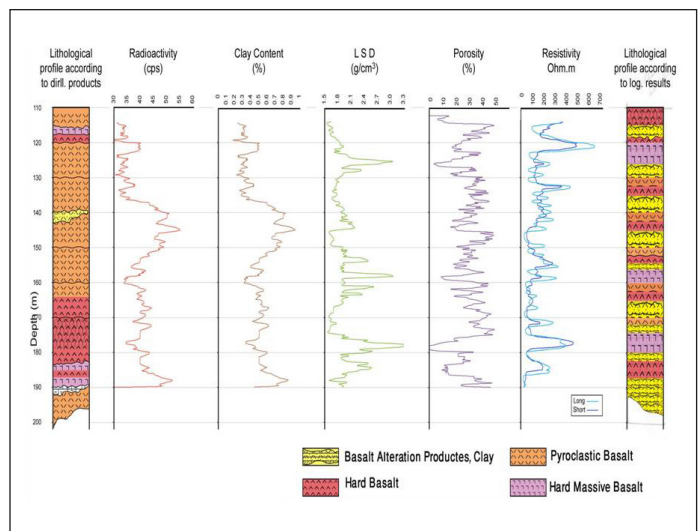 Lithological
profile according
to dirll. products
Radioactivity
(cps)
Clay Content
(%)
L S D
(g/cm³)
Porosity
(%)
Resistivity
Ohm.m
Lithological
profile according
to log. results
30 35 40 45 50 55 60
0 0.1 0.2 0.3 0.4 0.5 0.6 0.7 0.8 0.9 1
1.5 1.8 2.1 2.4 2.7 3.0 3.3
0 10 20 30 40 50
0 100 200 300 400 500 600 700
110
120
130
140
150
160
170
180
190
200
Depth (m)
Long
Short
Basalt Alteration Productes, Clay
Pyroclastic Basalt
Hard Basalt
Hard Massive Basalt